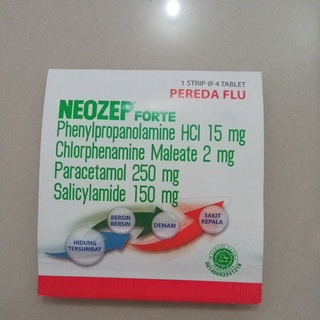 1 STRIP @ 4 TABLET
PEREDA FLU
NEOZEP FORTE
Phenylpropanolamine HCl 15 mg
Chlorphenamine Maleate 2 mg
Paracetamol 250 mg
Salicylamide 150 mg
HIDUNG
TERSUMBAT
BERSIN
BERSIN
DEMAM
SAKIT
KEPALA